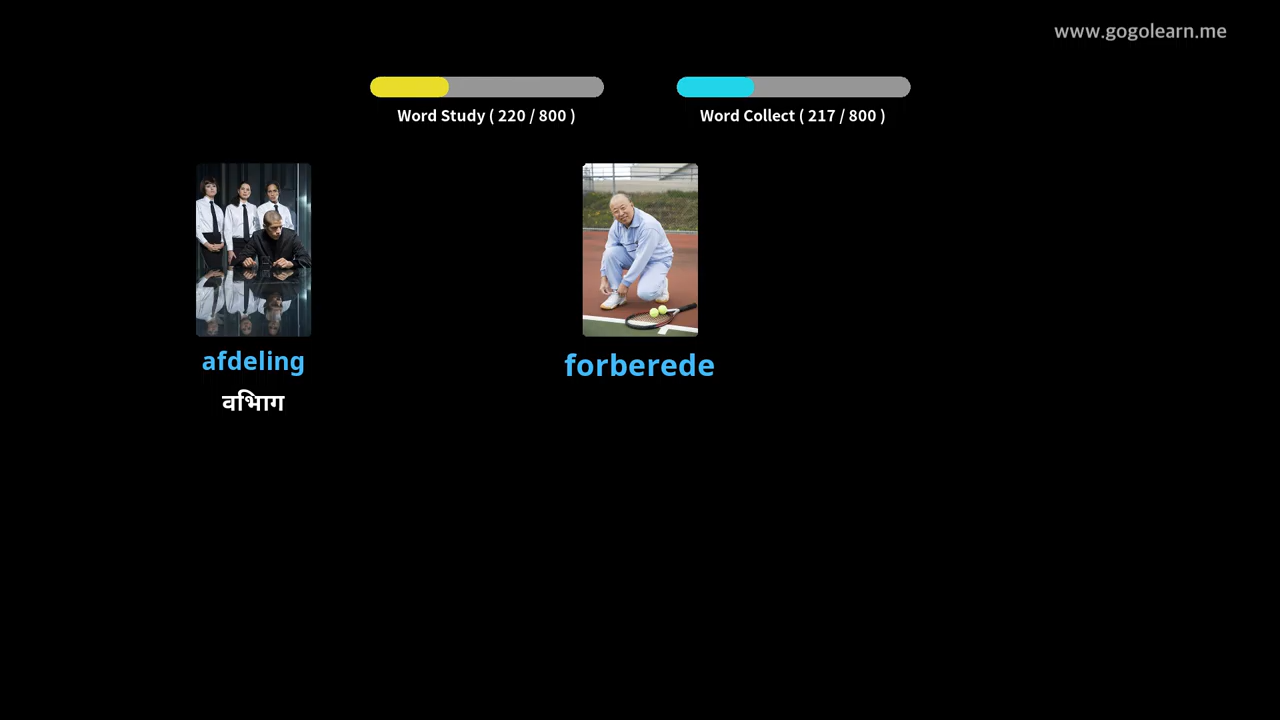 www.gogolearn.me
Word Study ( 220 / 800 )
Word Collect ( 217 / 800 )
afdeling
विभाग
forberede